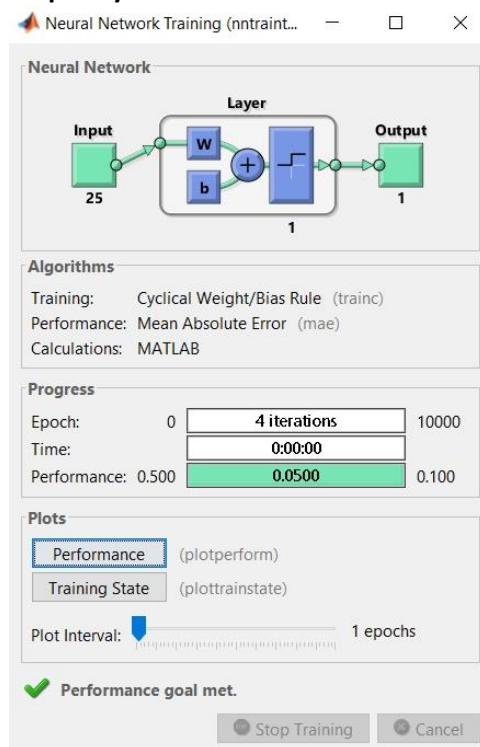 Neural Network Training (nntraint...
Neural Network
Layer
Input
Output
W
b
+
25
1
1
Algorithms
Training: Cyclical Weight/Bias Rule (trainc)
Performance: Mean Absolute Error (mae)
Calculations: MATLAB
Progress
Epoch: 0 4 iterations 10000
Time: 0:00:00
Performance: 0.500 0.0500 0.100
Plots
Performance (plotperform)
Training State (plottrainstate)
Plot Interval: 1 epochs
Performance goal met.
Stop Training Cancel